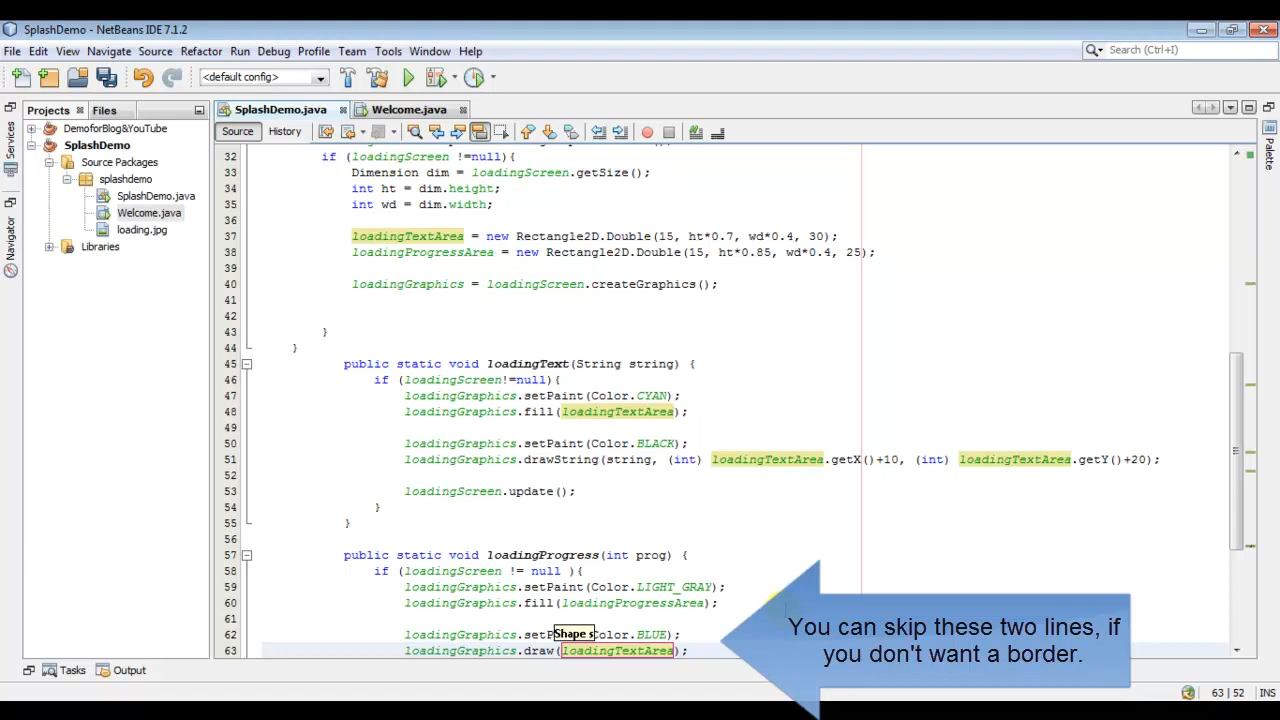 SplashDemo - NetBeans IDE 7.1.2
File Edit View Navigate Source Refactor Run Debug Profile Team Tools Window Help
Search (Ctrl+I)
<default config>
Projects Files
SplashDemo.java Welcome.java
Services
Navigator
Palette
Source History
DemoforBlog&YouTube
SplashDemo
Source Packages
splashdemo
SplashDemo.java
Welcome.java
loading.jpg
Libraries
32 if (loadingScreen !=null){
33 Dimension dim = loadingScreen.getSize();
34 int ht = dim.height;
35 int wd = dim.width;
36
37 loadingTextArea = new Rectangle2D.Double(15, ht*0.7, wd*0.4, 30);
38 loadingProgressArea = new Rectangle2D.Double(15, ht*0.85, wd*0.4, 25);
39
40 loadingGraphics = loadingScreen.createGraphics();
41
42
43 }
44 }
45 public static void loadingText(String string) {
46 if (loadingScreen!=null){
47 loadingGraphics.setPaint(Color.CYAN);
48 loadingGraphics.fill(loadingTextArea);
49
50 loadingGraphics.setPaint(Color.BLACK);
51 loadingGraphics.drawString(string, (int) loadingTextArea.getX()+10, (int) loadingTextArea.getY()+20);
52
53 loadingScreen.update();
54 }
55 }
57 public static void loadingProgress(int prog) {
58 if (loadingScreen != null ){
59 loadingGraphics.setPaint(Color.LIGHT_GRAY);
60 loadingGraphics.fill(loadingProgressArea);
61
62 loadingGraphics.setP Shape s Color.BLUE);
63 loadingGraphics.draw(loadingTextArea);
You can skip these two lines, if
you don't want a border.
Tasks Output
63 | 52 INS